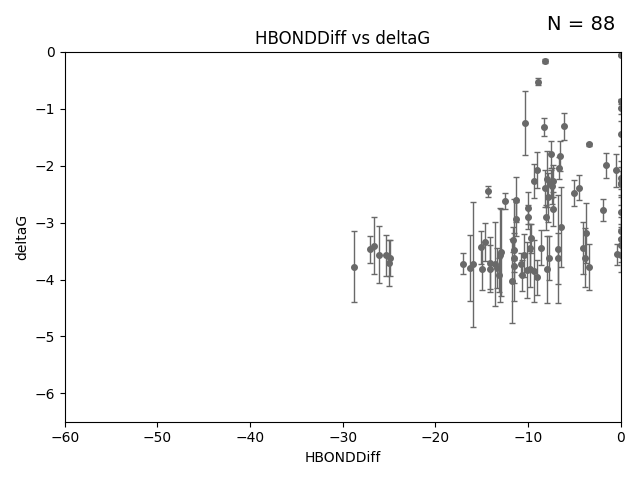 N = 88
HBONDDiff vs deltaG
deltaG
0
−1
−2
−3
−4
−5
−6
−60 −50 −40 −30 −20 −10 0
HBONDDiff